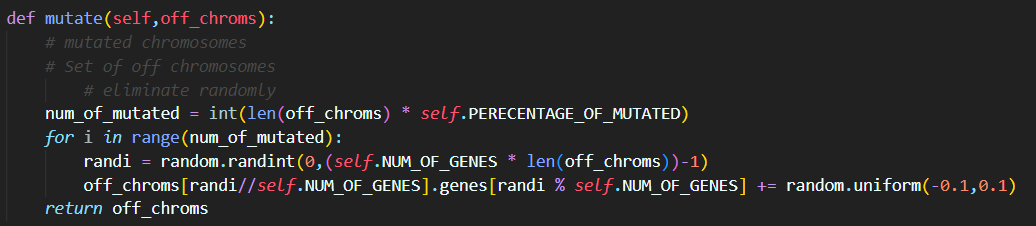 def mutate(self,off_chroms):
    # mutated chromosomes
    # Set of off chromosomes
        # eliminate randomly
    num_of_mutated = int(len(off_chroms) * self.PERECENTAGE_OF_MUTATED)
    for i in range(num_of_mutated):
        randi = random.randint(0,(self.NUM_OF_GENES * len(off_chroms))-1)
        off_chroms[randi//self.NUM_OF_GENES].genes[randi % self.NUM_OF_GENES] += random.uniform(-0.1,0.1)
    return off_chroms